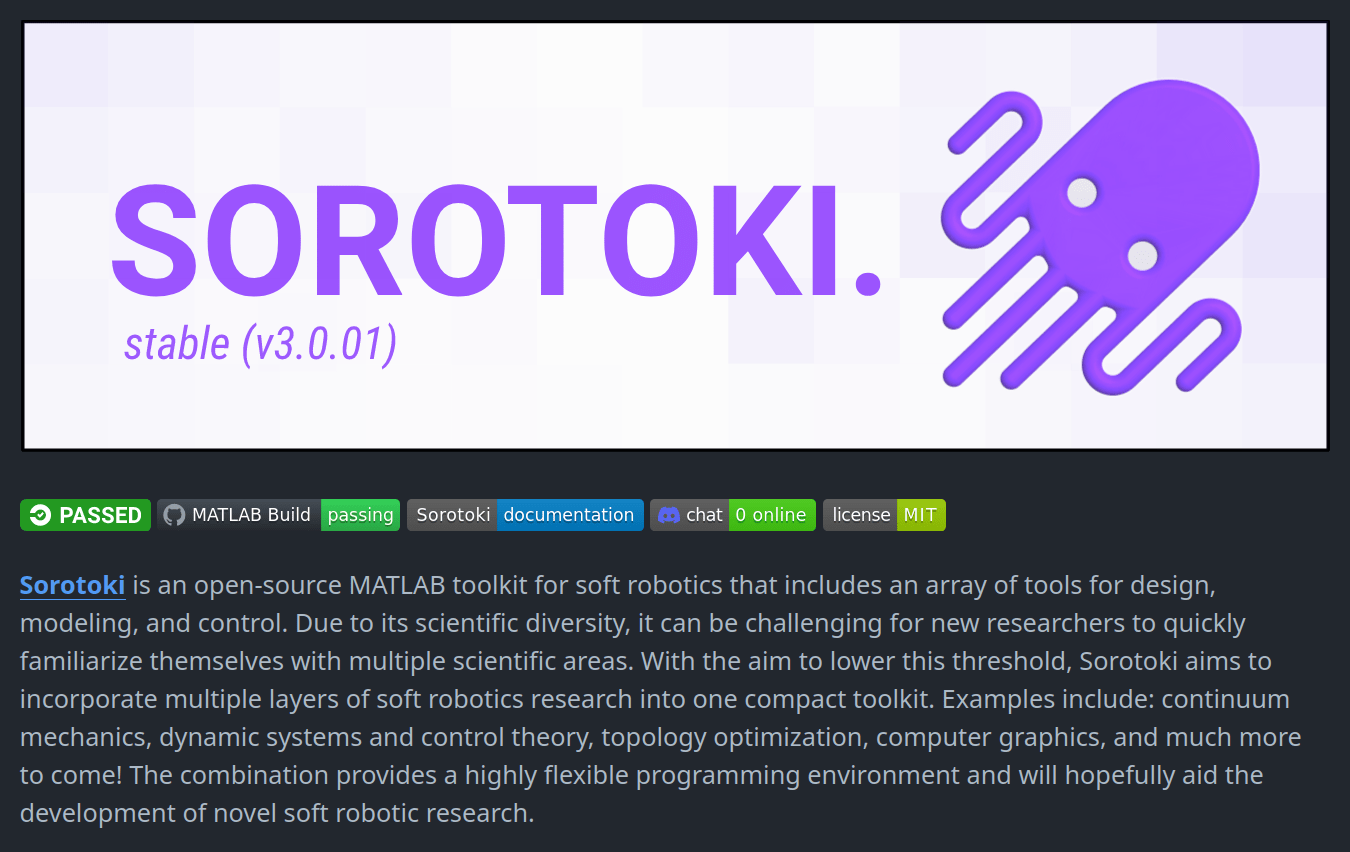 SOROTOKI.
stable (v3.0.01)
PASSED MATLAB Build passing Sorotoki documentation chat 0 online license MIT
Sorotoki is an open-source MATLAB toolkit for soft robotics that includes an array of tools for design,
modeling, and control. Due to its scientific diversity, it can be challenging for new researchers to quickly
familiarize themselves with multiple scientific areas. With the aim to lower this threshold, Sorotoki aims to
incorporate multiple layers of soft robotics research into one compact toolkit. Examples include: continuum
mechanics, dynamic systems and control theory, topology optimization, computer graphics, and much more
to come! The combination provides a highly flexible programming environment and will hopefully aid the
development of novel soft robotic research.